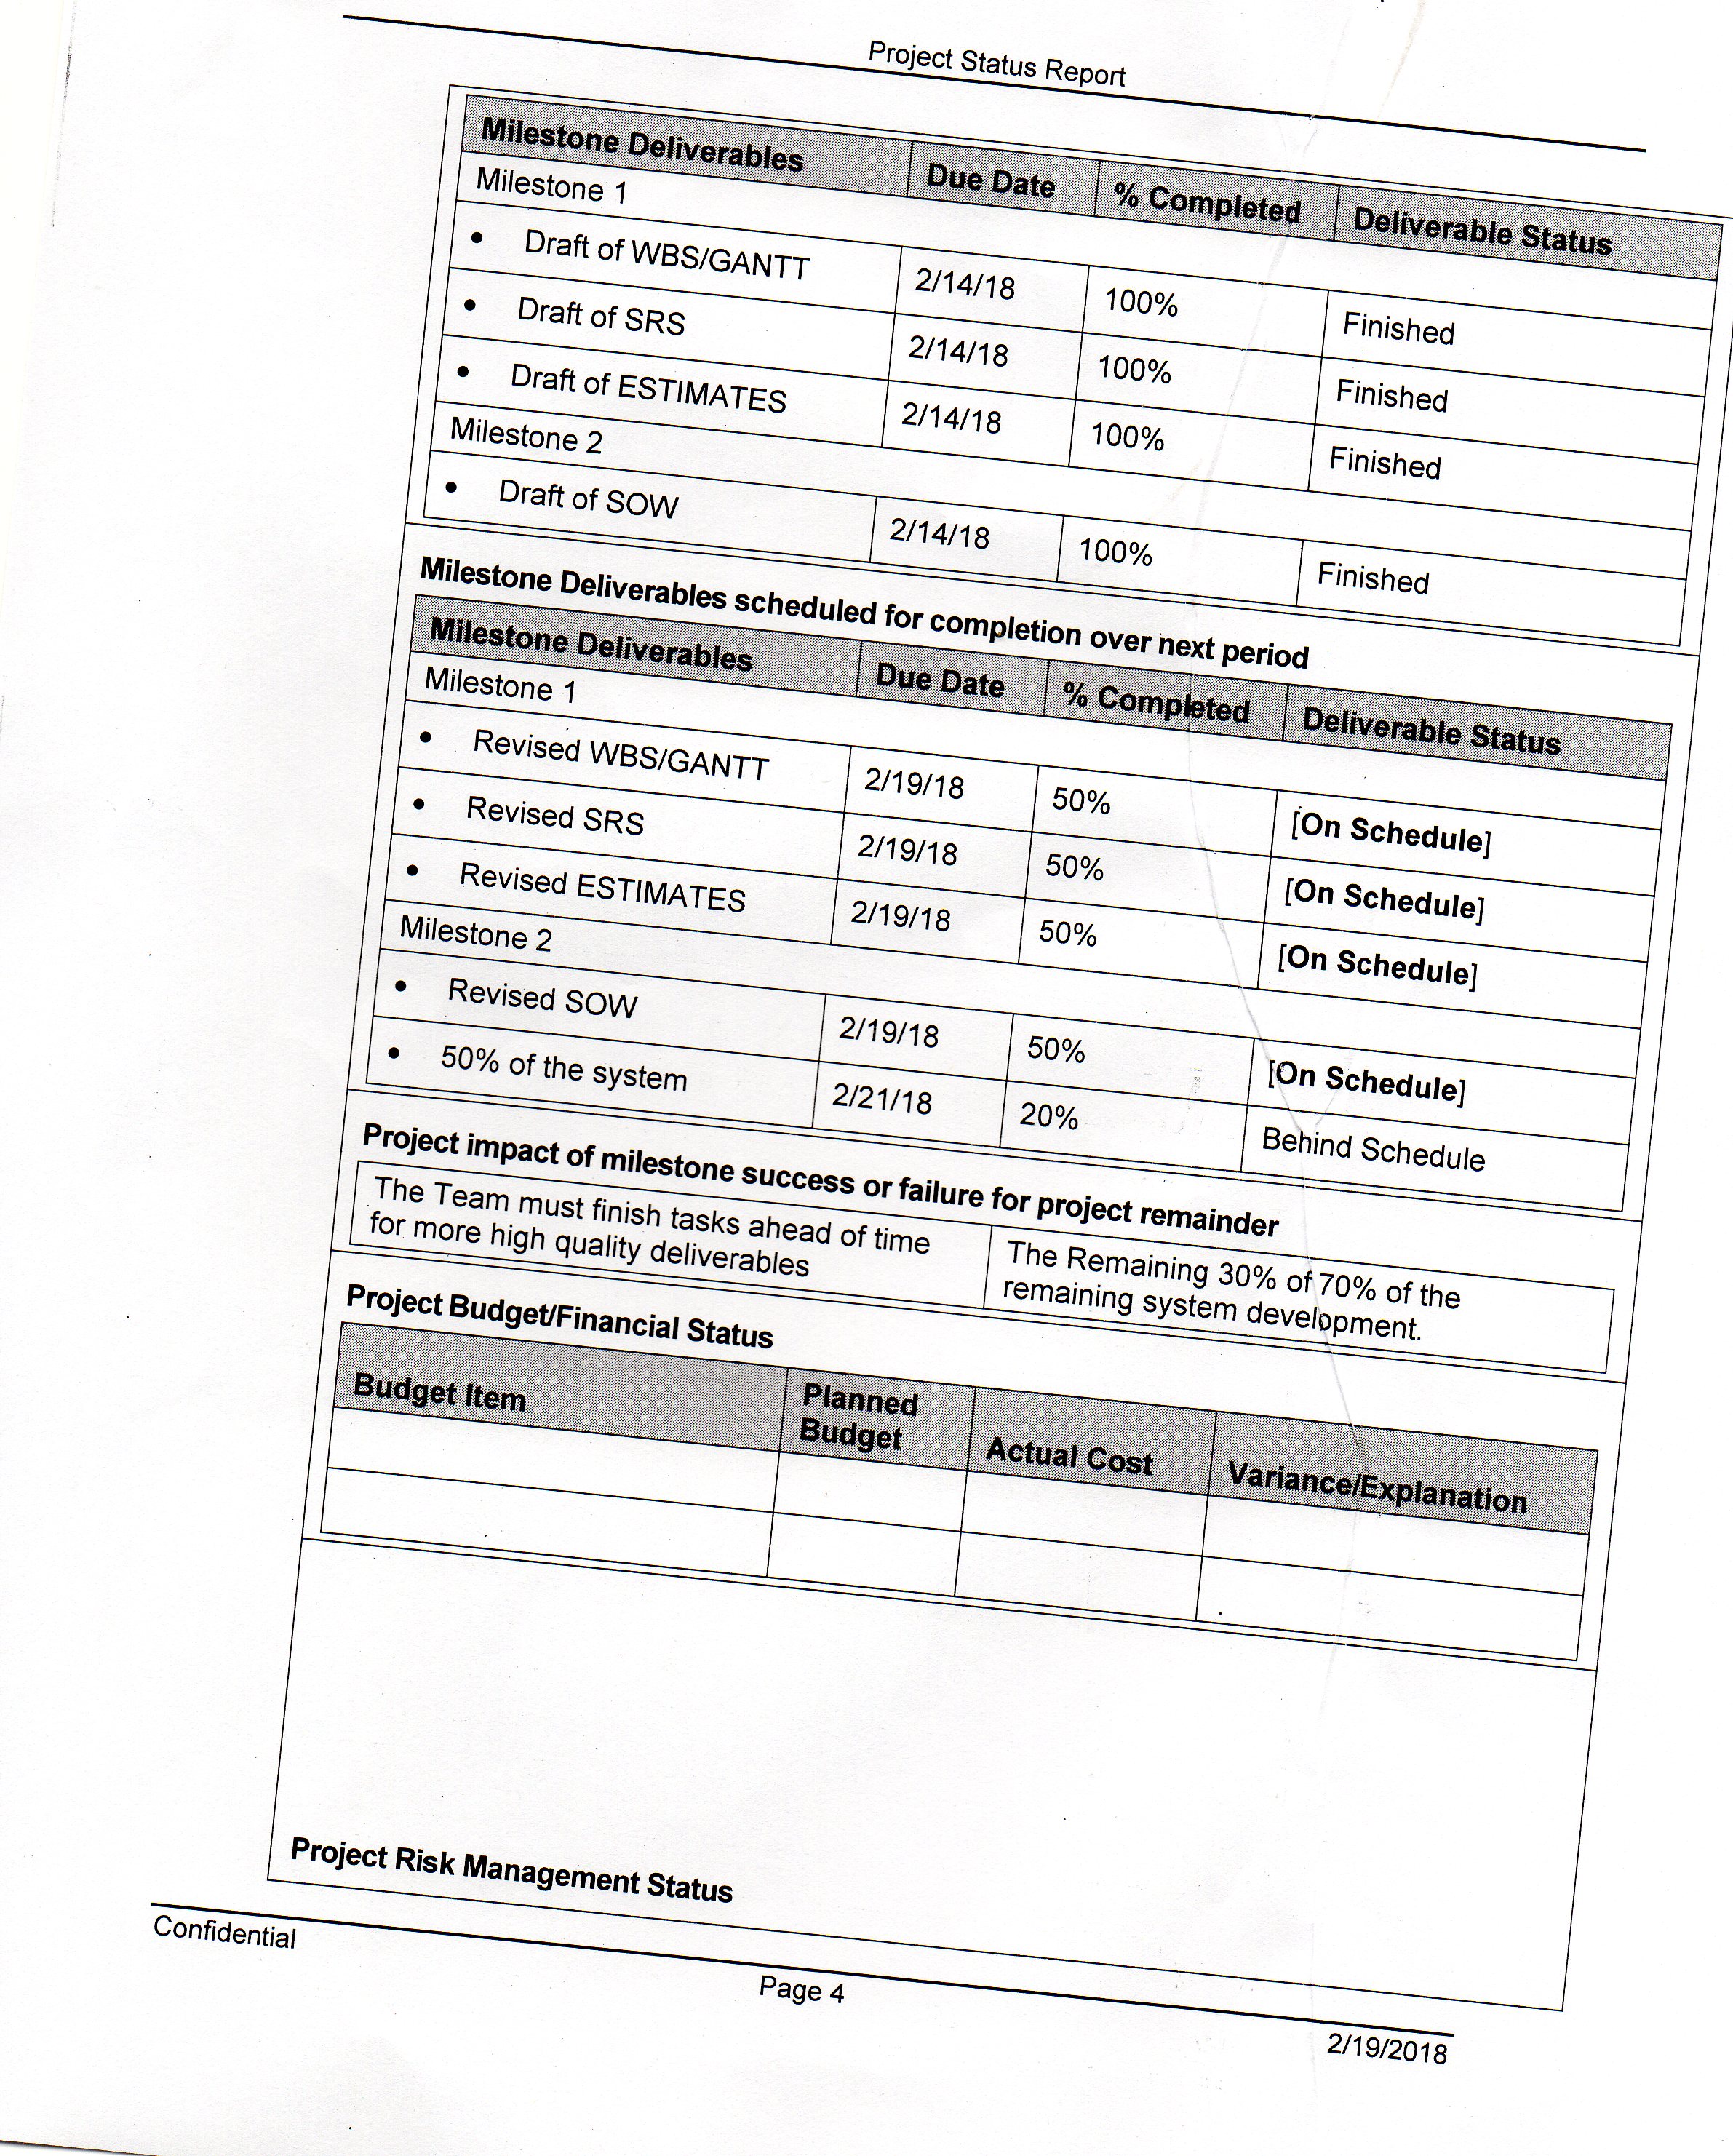 Project Status Report
Milestone Deliverables Due Date % Completed Deliverable Status
Milestone 1
• Draft of WBS/GANTT 2/14/18 100% Finished
• Draft of SRS 2/14/18 100% Finished
• Draft of ESTIMATES 2/14/18 100% Finished
Milestone 2
• Draft of SOW 2/14/18 100% Finished
Milestone Deliverables scheduled for completion over next period
Milestone Deliverables Due Date % Completed Deliverable Status
Milestone 1
• Revised WBS/GANTT 2/19/18 50% [On Schedule]
• Revised SRS 2/19/18 50% [On Schedule]
• Revised ESTIMATES 2/19/18 50% [On Schedule]
Milestone 2
• Revised SOW 2/19/18 50% [On Schedule]
• 50% of the system 2/21/18 20% Behind Schedule
Project impact of milestone success or failure for project remainder
The Team must finish tasks ahead of time
for more high quality deliverables
The Remaining 30% of 70% of the
remaining system development.
Project Budget/Financial Status
Budget Item Planned Budget Actual Cost Variance/Explanation
Project Risk Management Status
Confidential
Page 4
2/19/2018